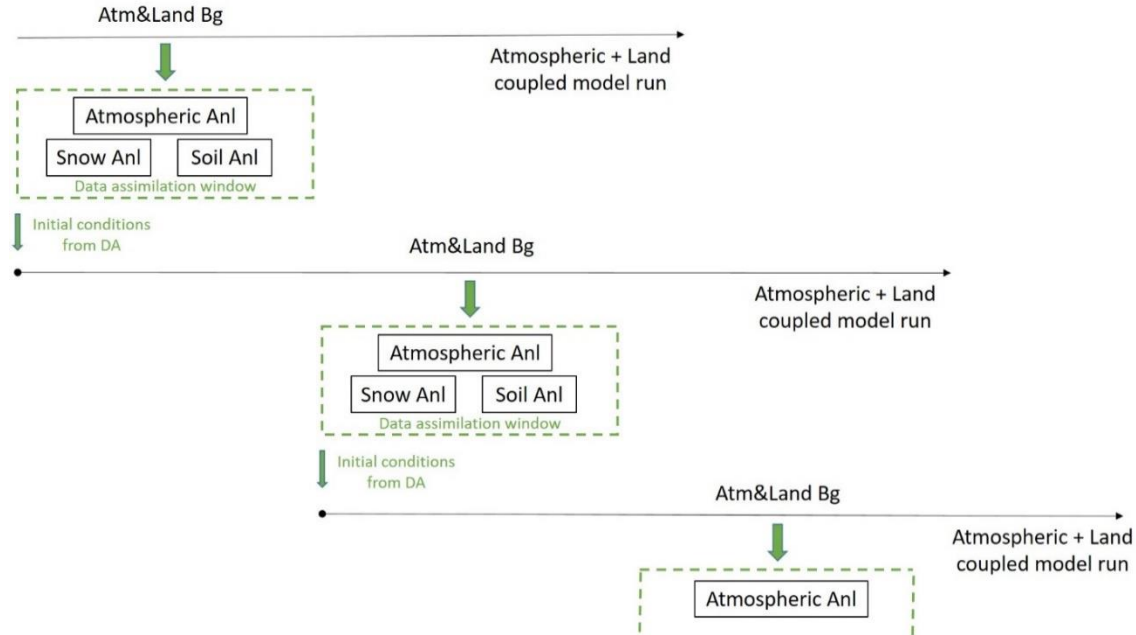 Atm&Land Bg
Atmospheric + Land
coupled model run
Atmospheric Anl
Snow Anl
Soil Anl
Data assimilation window
Initial conditions
from DA
Atm&Land Bg
Atmospheric + Land
coupled model run
Atmospheric Anl
Snow Anl
Soil Anl
Data assimilation window
Initial conditions
from DA
Atm&Land Bg
Atmospheric + Land
coupled model run
Atmospheric Anl